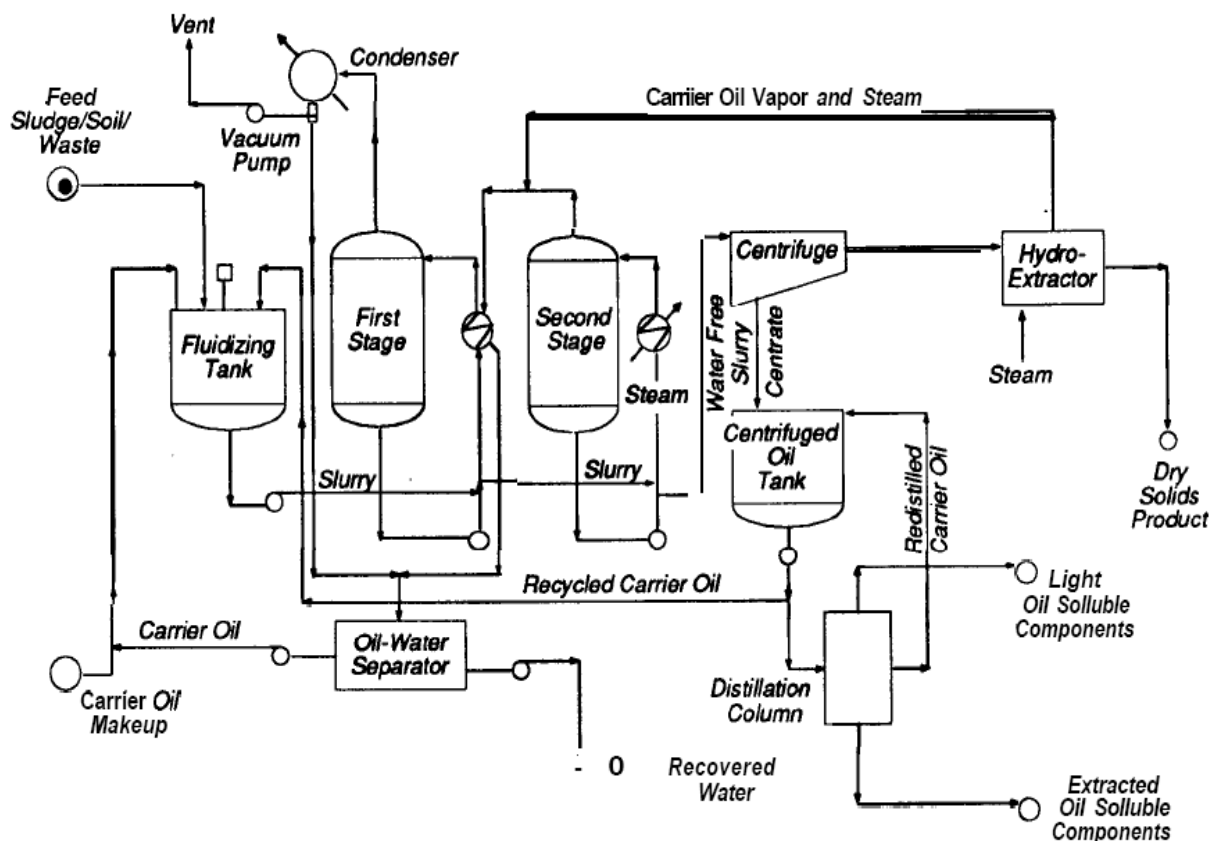 Vent
Condenser
Feed
Sludge/Soil/
Waste
Vacuum
Pump
Carriier Oil Vapor and Steam
Fluidizing
Tank
First
Stage
Second
Stage
Steam
Water Free
Slurry
Centrate
Centrifuge
Hydro-
Extractor
Steam
Dry
Solids
Product
Slurry
Slurry
Centrifuged
Oil
Tank
Redistilled
Carrier Oil
Recycled Carrier Oil
Carrier Oil
Oil-Water
Separator
Carrier Oil
Makeup
Distillation
Column
Light
Oil Solluble
Components
- O
Recovered
Water
Extracted
Oil Solluble
Components